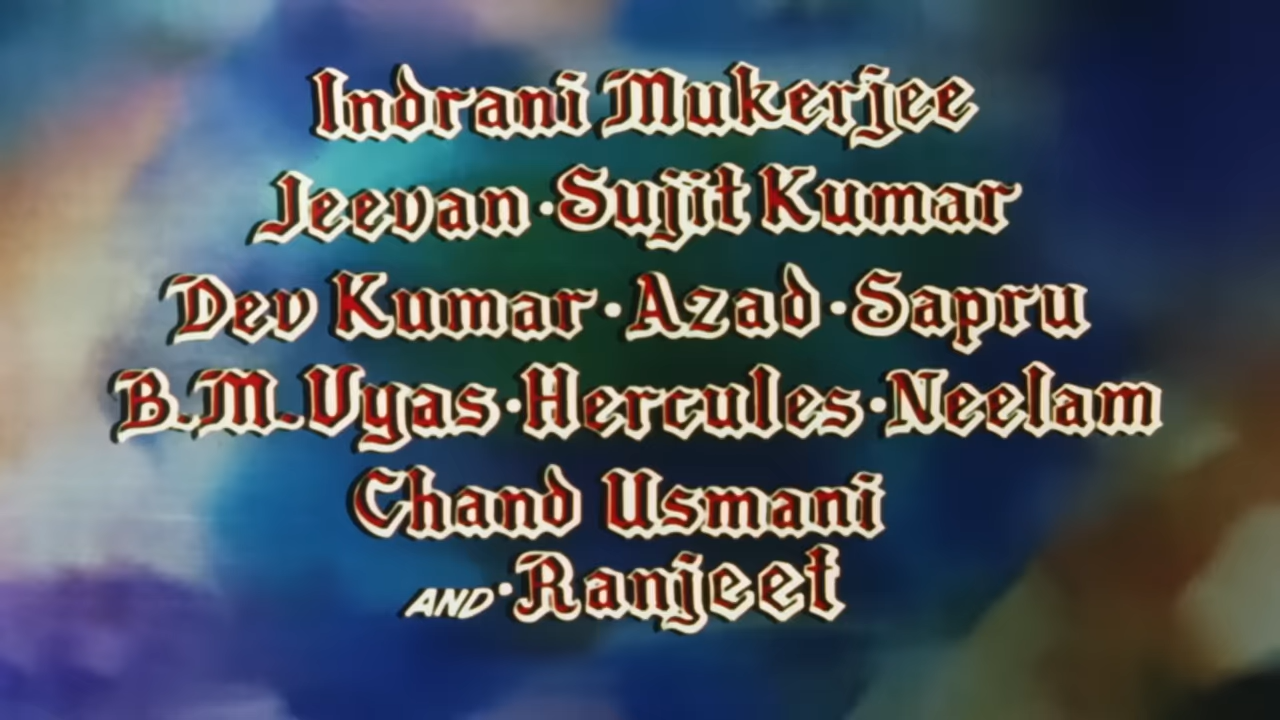 Indrani Mukerjee
Jeevan · Sujit Kumar
Dev Kumar · Azad · Sapru
B.M. Vyas · Hercules · Neelam
Chand Usmani
AND · Ranjeet